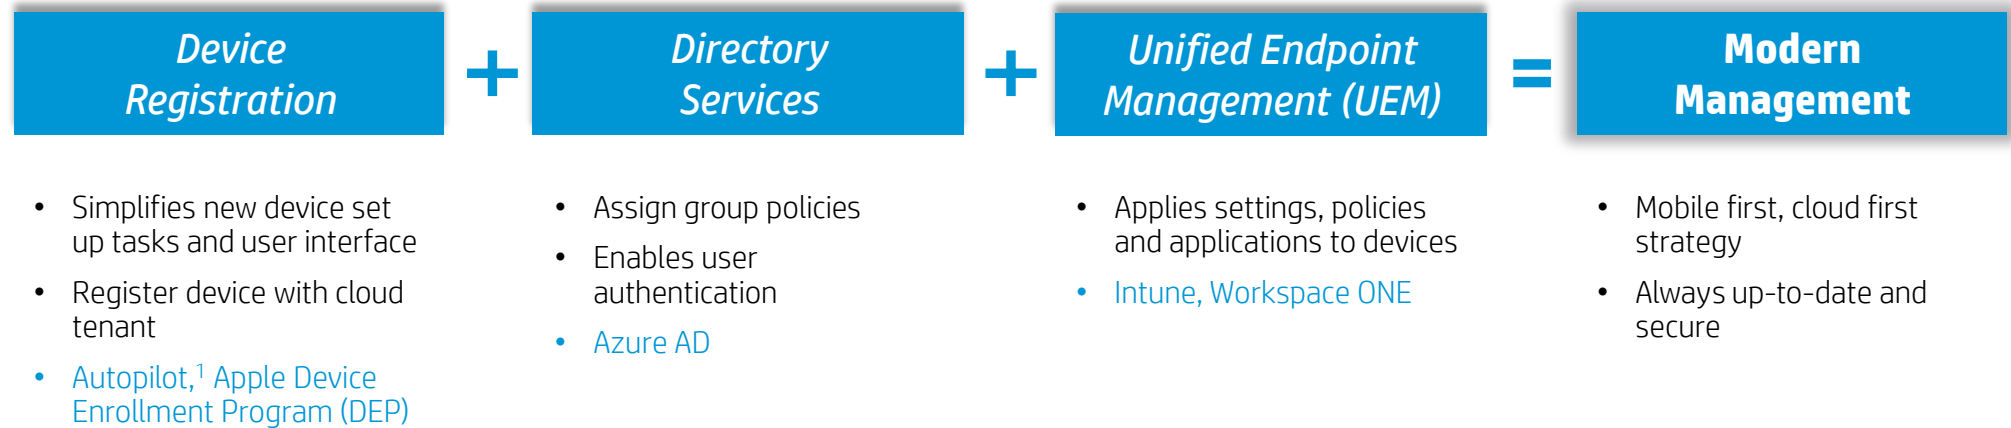 Device
Registration
+
Directory
Services
+
Unified Endpoint
Management (UEM)
=
Modern
Management
• Simplifies new device set
up tasks and user interface
• Register device with cloud
tenant
• Autopilot,¹ Apple Device
Enrollment Program (DEP)
• Assign group policies
• Enables user
authentication
• Azure AD
• Applies settings, policies
and applications to devices
• Intune, Workspace ONE
• Mobile first, cloud first
strategy
• Always up-to-date and
secure